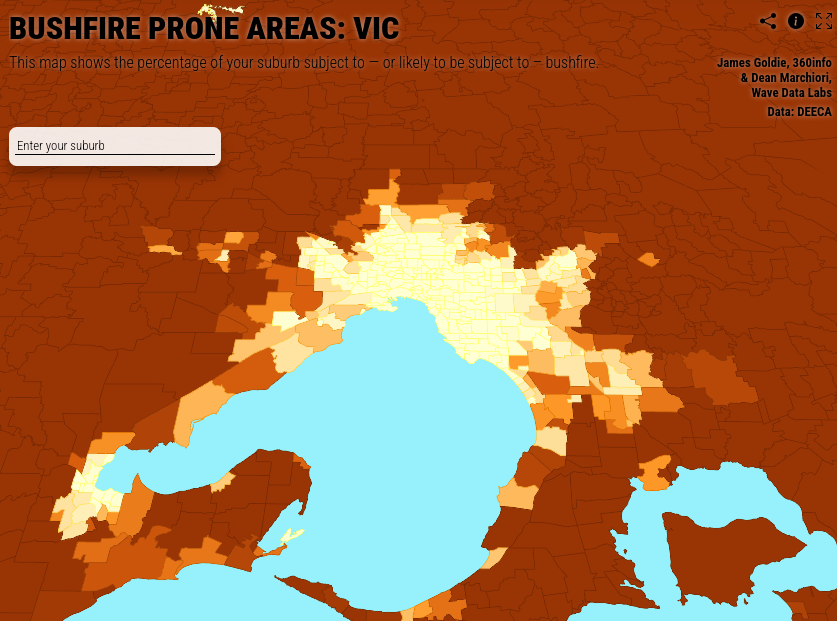 BUSHFIRE PRONE AREAS: VIC
This map shows the percentage of your suburb subject to — or likely to be subject to – bushfire.
James Goldie, 360info
& Dean Marchiori,
Wave Data Labs
Data: DEECA
Enter your suburb